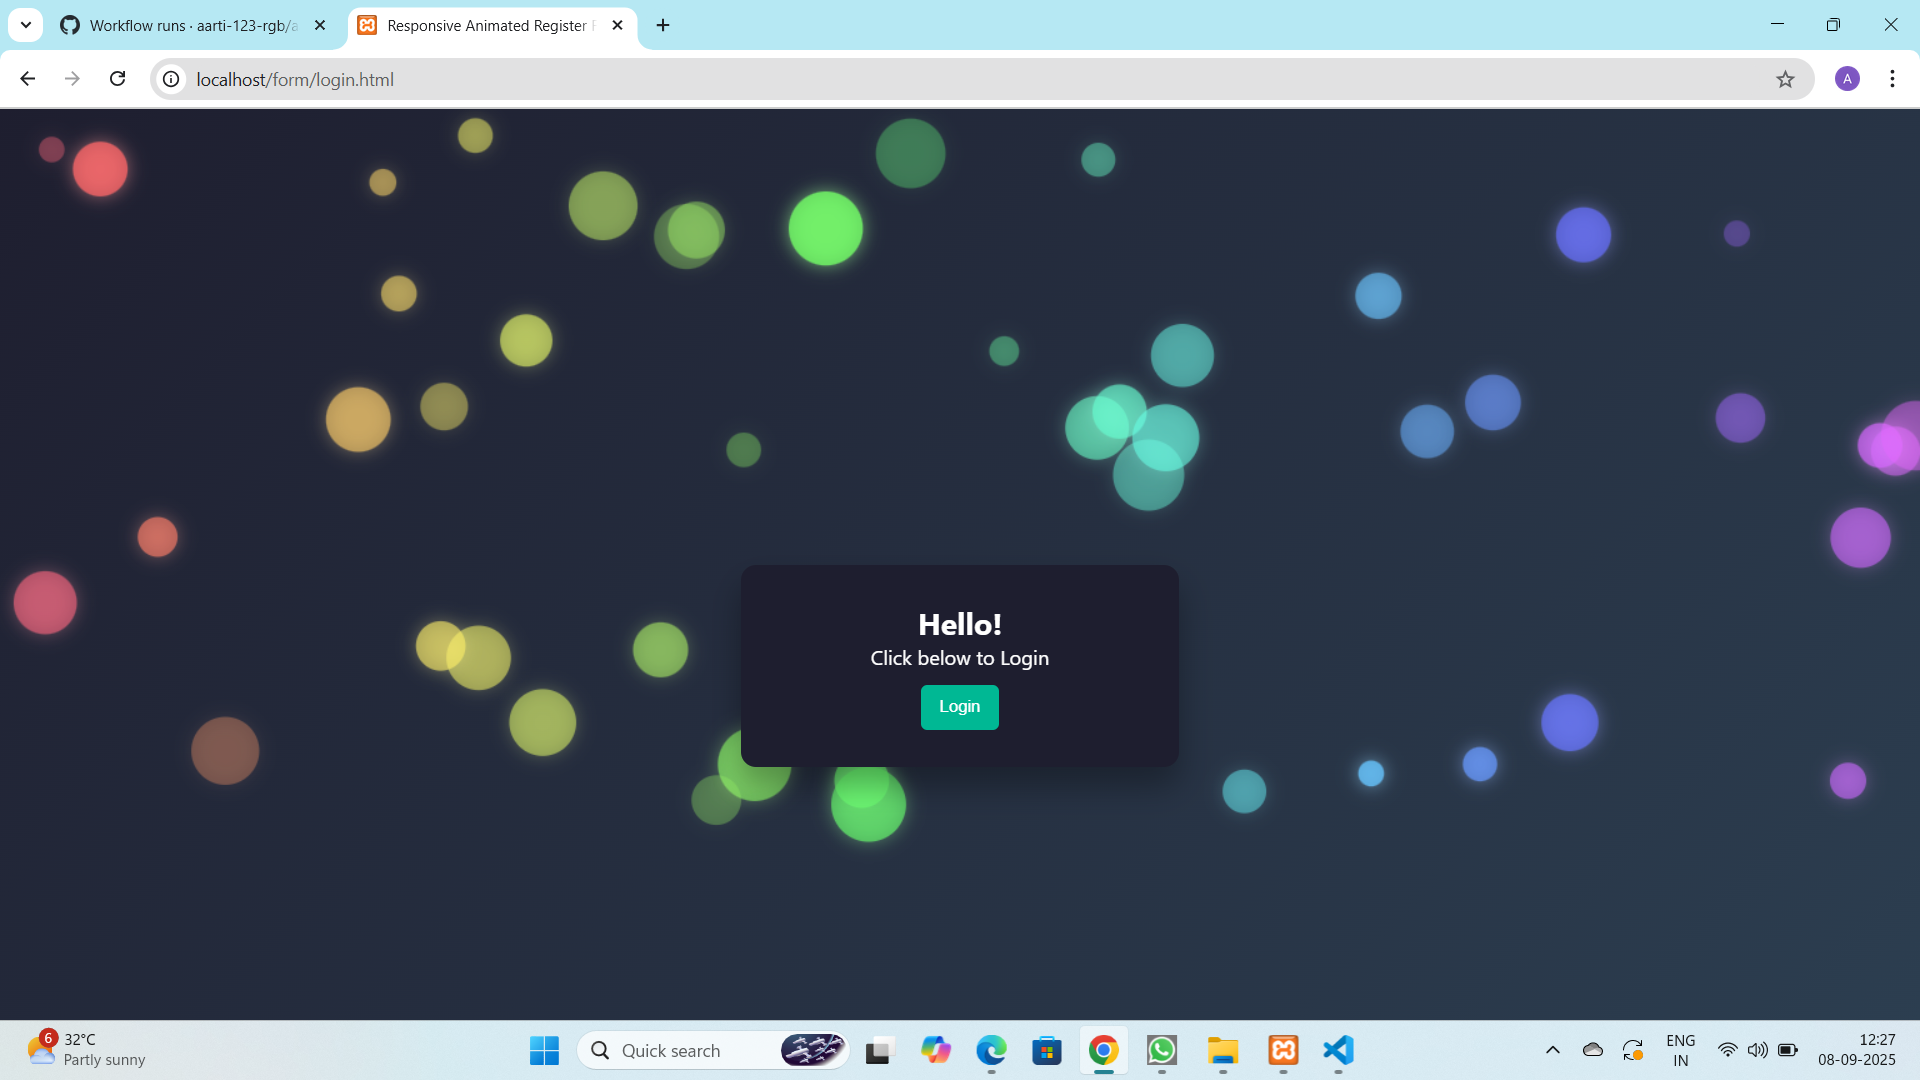 Workflow runs · aarti-123-rgb/a
Responsive Animated Register F
localhost/form/login.html
A
Hello!
Click below to Login
Login
6
32°C
Partly sunny
Quick search
ENG
IN
12:27
08-09-2025